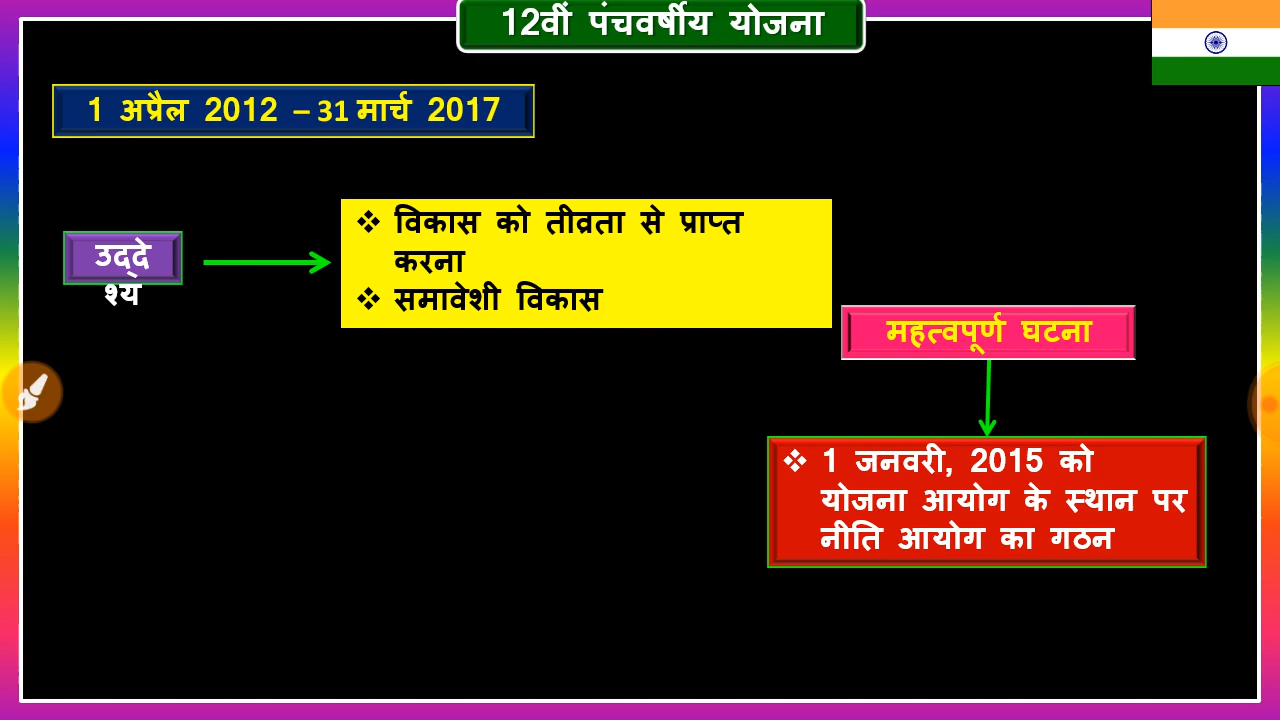 12वीं पंचवर्षीय योजना
1 अप्रैल 2012 – 31 मार्च 2017
उद्दे
श्य
❖ विकास को तीव्रता से प्राप्त
करना
❖ समावेशी विकास
महत्वपूर्ण घटना
❖ 1 जनवरी, 2015 को
योजना आयोग के स्थान पर
नीति आयोग का गठन